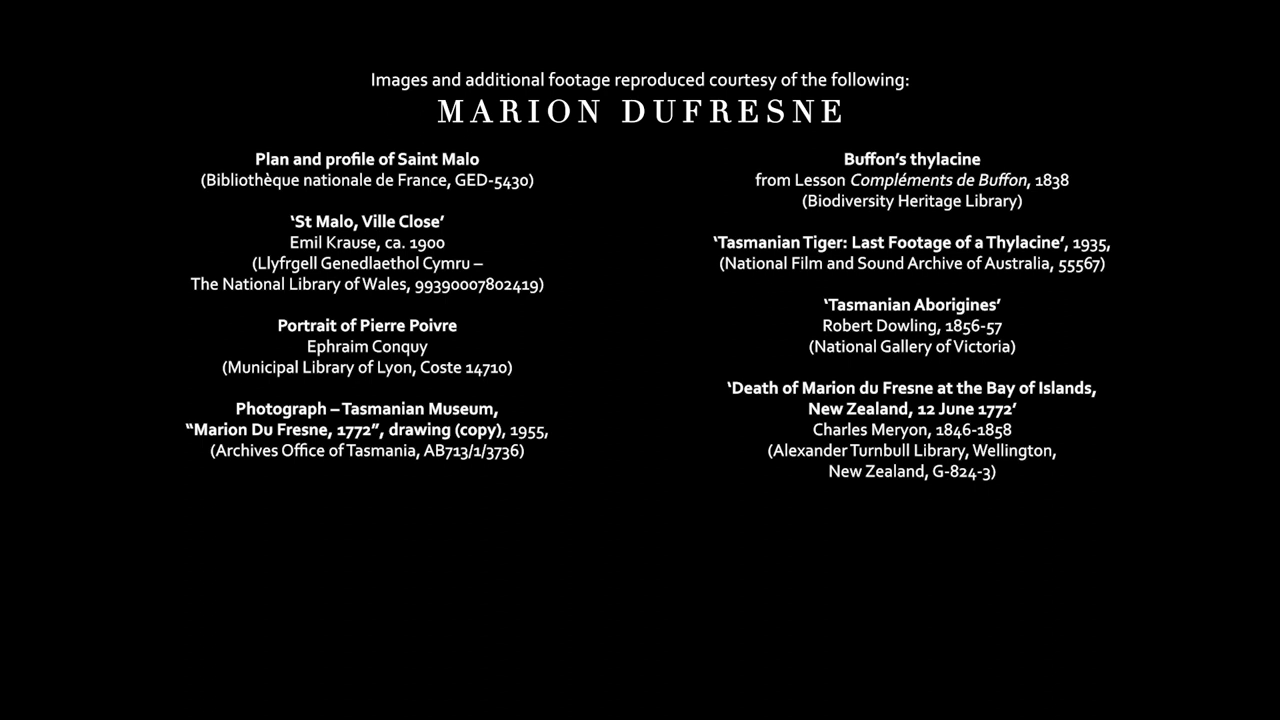 Images and additional footage reproduced courtesy of the following:
MARION DUFRESNE
Plan and profile of Saint Malo
(Bibliothèque nationale de France, GED-5430)
‘St Malo, Ville Close’
Emil Krause, ca. 1900
(Llyfrgell Genedlaethol Cymru –
The National Library of Wales, 99390007802419)
Portrait of Pierre Poivre
Ephraim Conquy
(Municipal Library of Lyon, Coste 14710)
Photograph – Tasmanian Museum,
“Marion Du Fresne, 1772”, drawing (copy), 1955,
(Archives Office of Tasmania, AB713/1/3736)
Buffon’s thylacine
from Lesson Compléments de Buffon, 1838
(Biodiversity Heritage Library)
‘Tasmanian Tiger: Last Footage of a Thylacine’, 1935,
(National Film and Sound Archive of Australia, 55567)
‘Tasmanian Aborigines’
Robert Dowling, 1856-57
(National Gallery of Victoria)
‘Death of Marion du Fresne at the Bay of Islands,
New Zealand, 12 June 1772’
Charles Meryon, 1846-1858
(Alexander Turnbull Library, Wellington,
New Zealand, G-824-3)